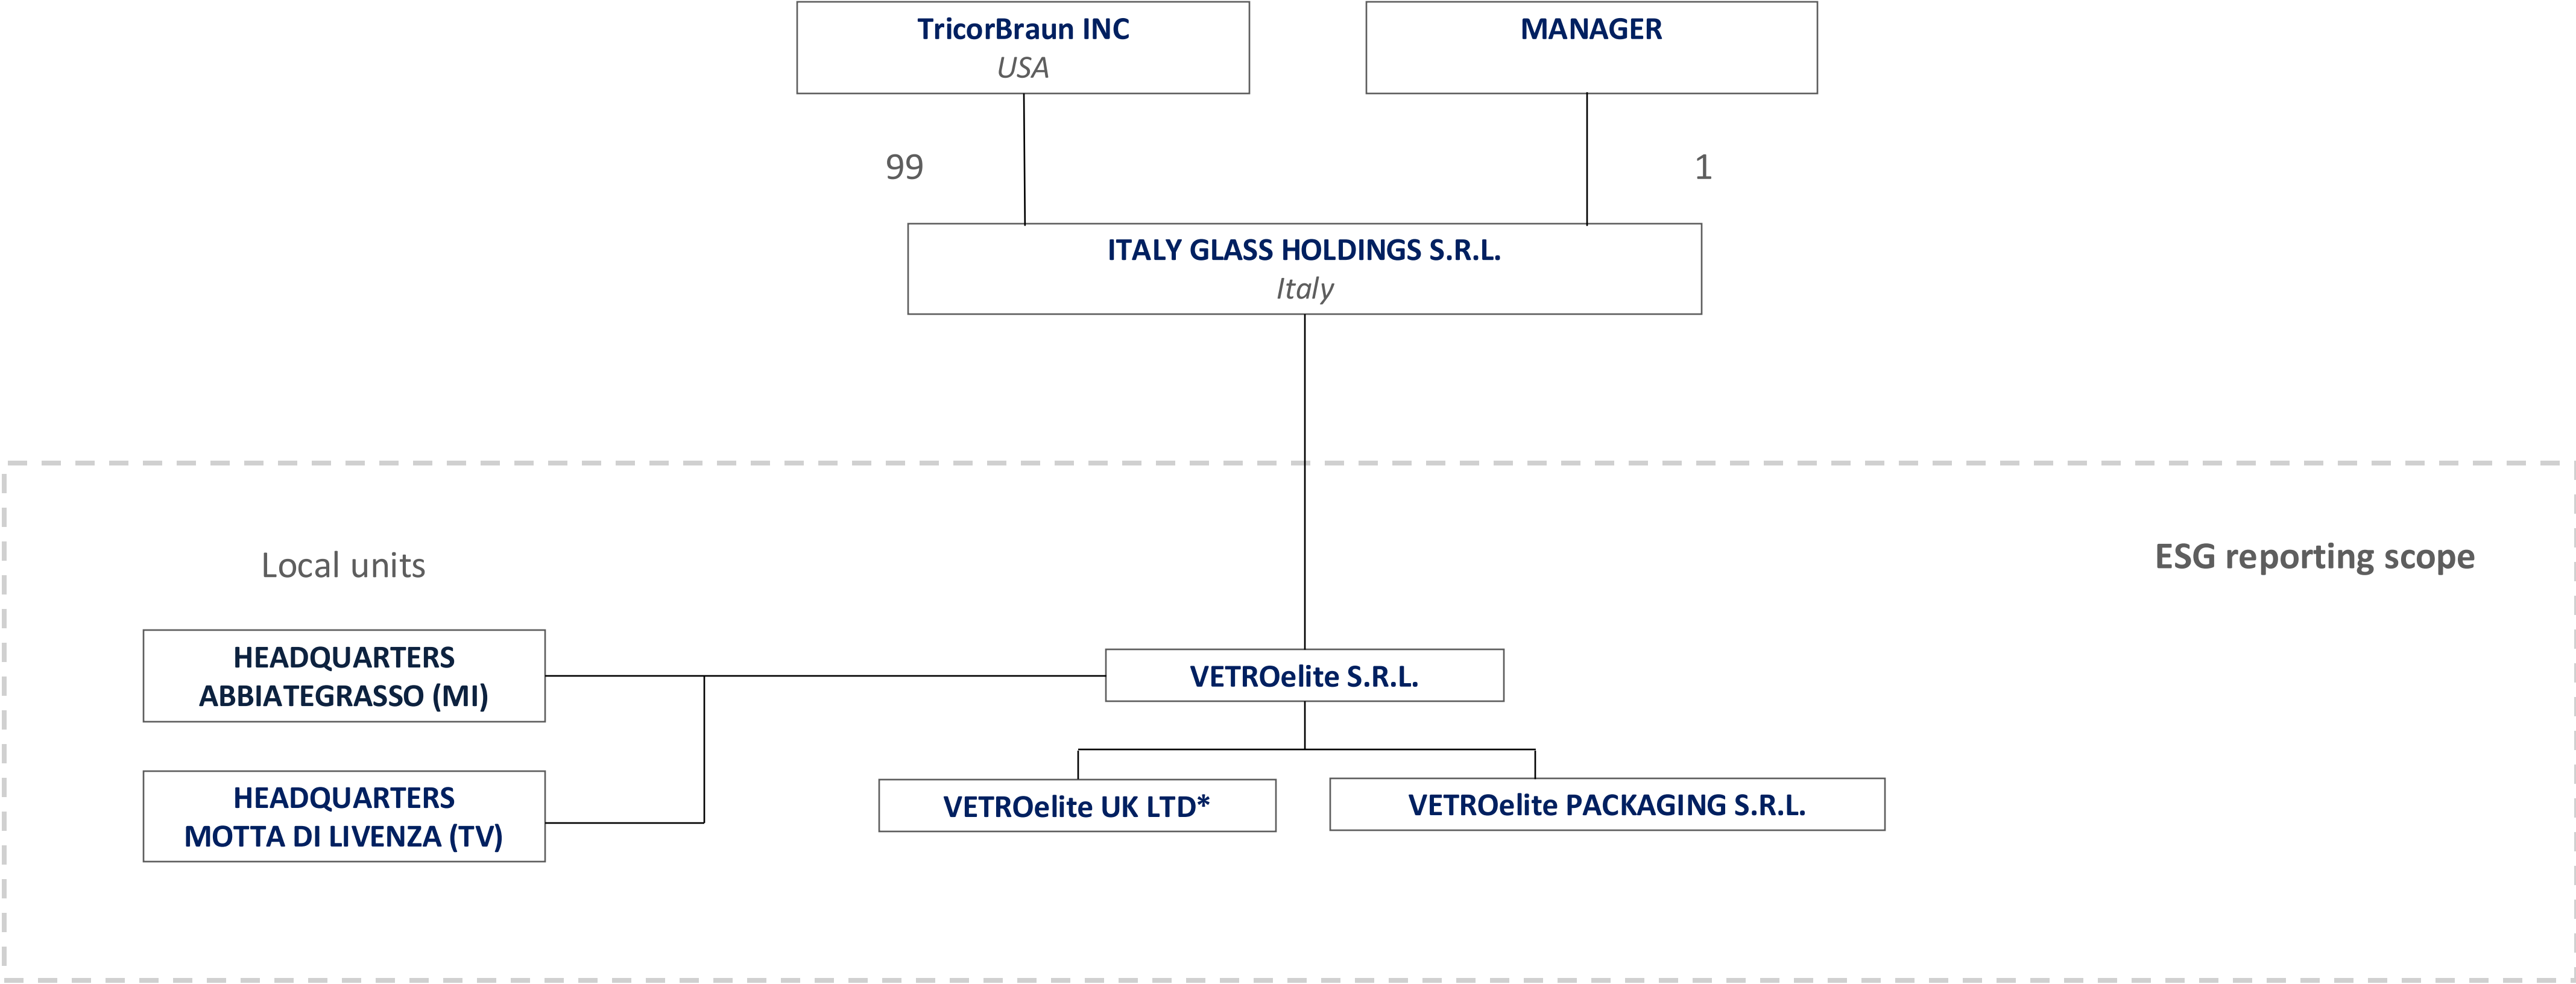 TricorBraun INC
USA
MANAGER
99
1
ITALY GLASS HOLDINGS S.R.L.
Italy
Local units
ESG reporting scope
HEADQUARTERS
ABBIATEGRASSO (MI)
VETROelite S.R.L.
HEADQUARTERS
MOTTA DI LIVENZA (TV)
VETROelite UK LTD*
VETROelite PACKAGING S.R.L.